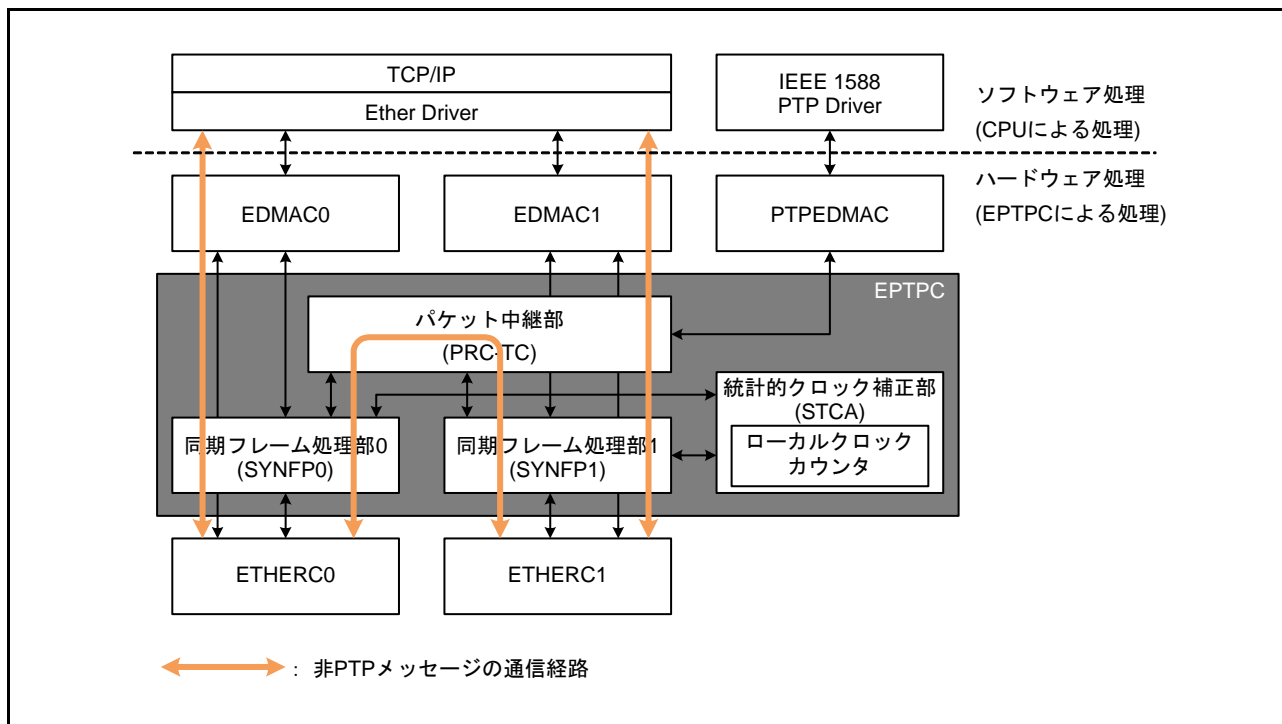 TCP/IP
Ether Driver
IEEE 1588
PTP Driver
ソフトウェア処理
(CPUによる処理)
ハードウェア処理
(EPTPCによる処理)
EDMAC0
EDMAC1
PTPEDMAC
EPTPC
パケット中継部
(PRC-TC)
同期フレーム処理部0
(SYNFP0)
同期フレーム処理部1
(SYNFP1)
統計的クロック補正部
(STCA)
ローカルクロック
カウンタ
ETHERC0
ETHERC1
: 非PTPメッセージの通信経路